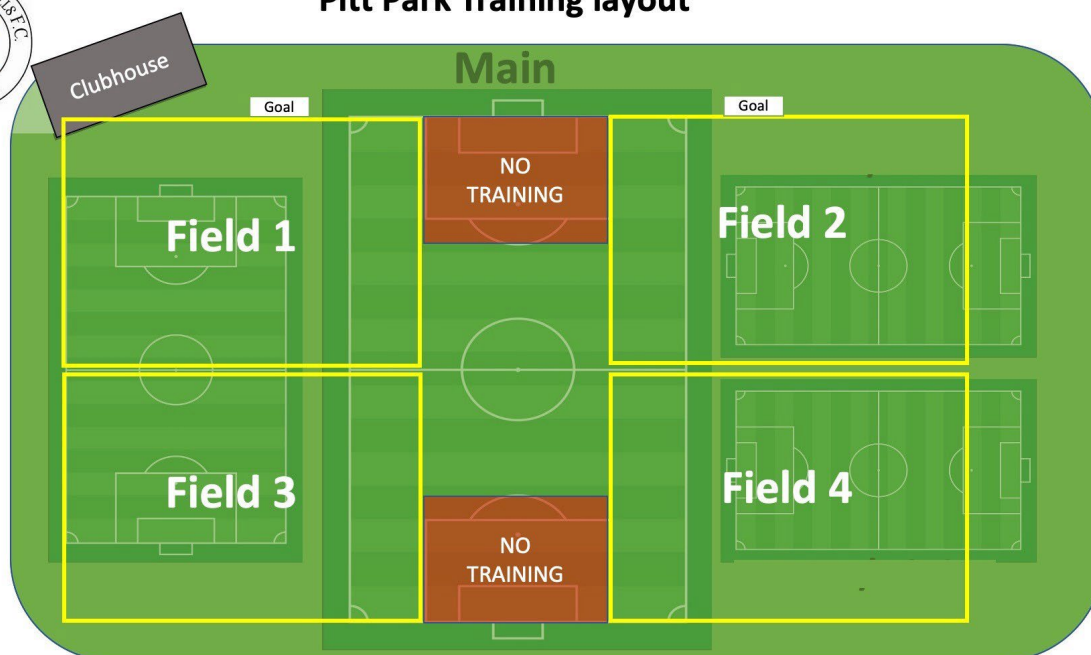 Pitt Park Training layout
Clubhouse
Main
Goal
Goal
NO
TRAINING
Field 1
Field 2
Field 3
Field 4
NO
TRAINING